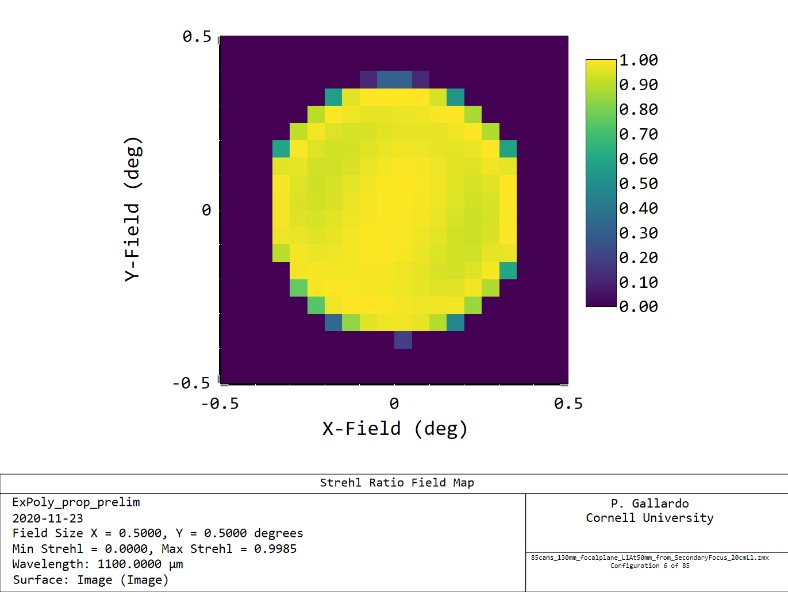 0.5
0
-0.5
Y-Field (deg)
-0.5
0
0.5
X-Field (deg)
1.00
0.90
0.80
0.70
0.60
0.50
0.40
0.30
0.20
0.10
0.00
Strehl Ratio Field Map
ExPoly_prop_prelim
2020-11-23
Field Size X = 0.5000, Y = 0.5000 degrees
Min Strehl = 0.0000, Max Strehl = 0.9985
Wavelength: 1100.0000 µm
Surface: Image (Image)
P. Gallardo
Cornell University
85cams_130mm_focalplane_L1At50mm_from_SecondaryFocus_20cmL1.zmx
Configuration 6 of 85